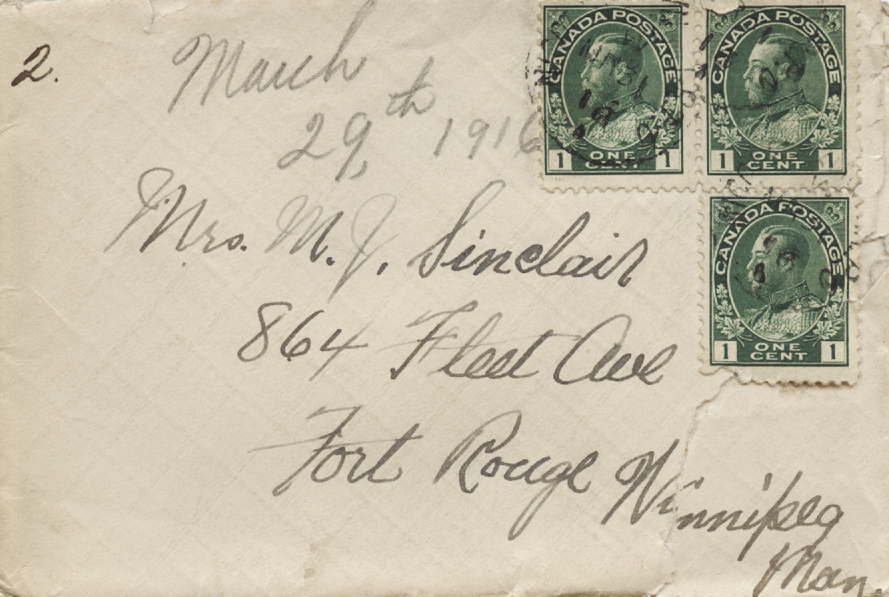 2.
March
29th 1916
Mrs. M. J. Sinclair
864 Fleet Ave
Fort Rouge Winnipeg
Man.
CANADA POSTAGE
1 ONE CENT 1
CANADA POSTAGE
1 ONE CENT 1
CANADA POSTAGE
1 ONE CENT 1